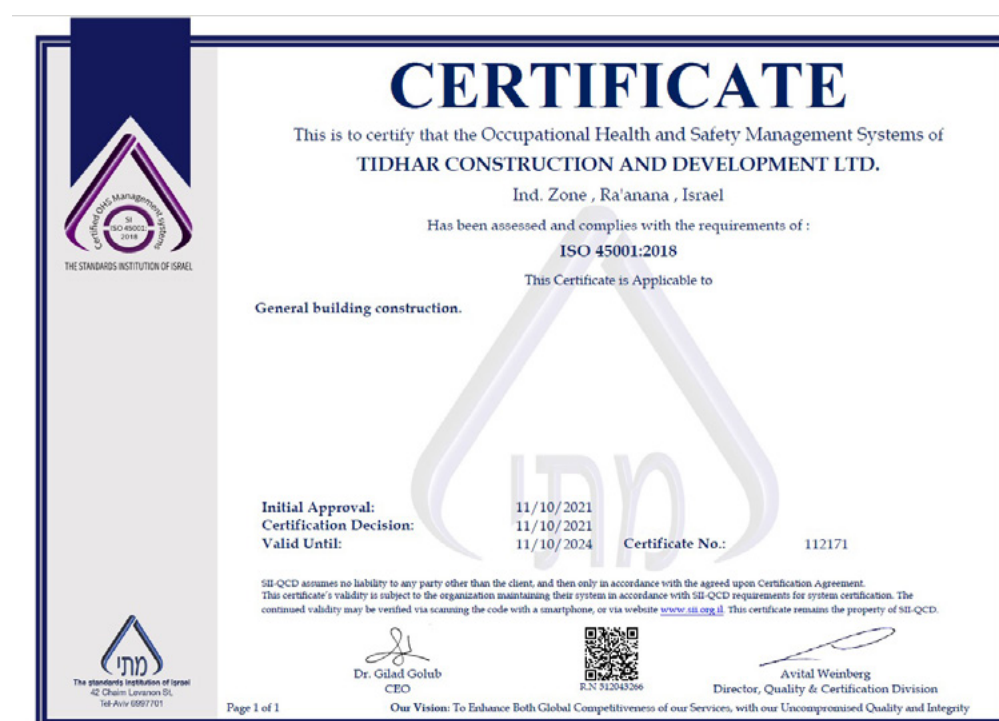 CERTIFICATE
This is to certify that the Occupational Health and Safety Management Systems of
TIDHAR CONSTRUCTION AND DEVELOPMENT LTD.
Ind. Zone , Ra'anana , Israel
Has been assessed and complies with the requirements of :
ISO 45001:2018
This Certificate is Applicable to
General building construction.
Certified OHS Management systems
SI
ISO 45001:
2018
THE STANDARDS INSTITUTION OF ISRAEL
מתי
Initial Approval: 11/10/2021
Certification Decision: 11/10/2021
Valid Until: 11/10/2024 Certificate No.: 112171
SII-QCD assumes no liability to any party other than the client, and then only in accordance with the agreed upon Certification Agreement.
This certificate's validity is subject to the organization maintaining their system in accordance with SII-QCD requirements for system certification. The
continued validity may be verified via scanning the code with a smartphone, or via website www.sii.org.il. This certificate remains the property of SII-QCD.
מתי
The standards institution of Israel
42 Chaim Levanon St,
Tel-Aviv 6997701
Dr. Gilad Golub
CEO
R.N 512043266
Avital Weinberg
Director, Quality & Certification Division
Page 1 of 1 Our Vision: To Enhance Both Global Competitiveness of our Services, with our Uncompromised Quality and Integrity